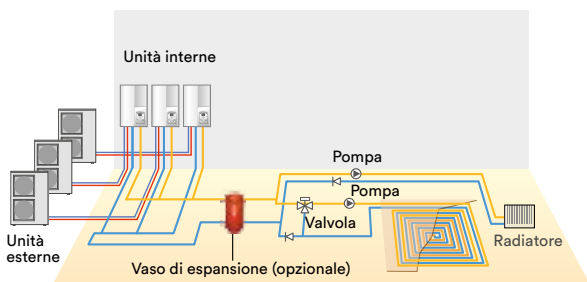 Unità interne
Pompa
Pompa
Valvola
Radiatore
Unità
esterne
Vaso di espansione (opzionale)